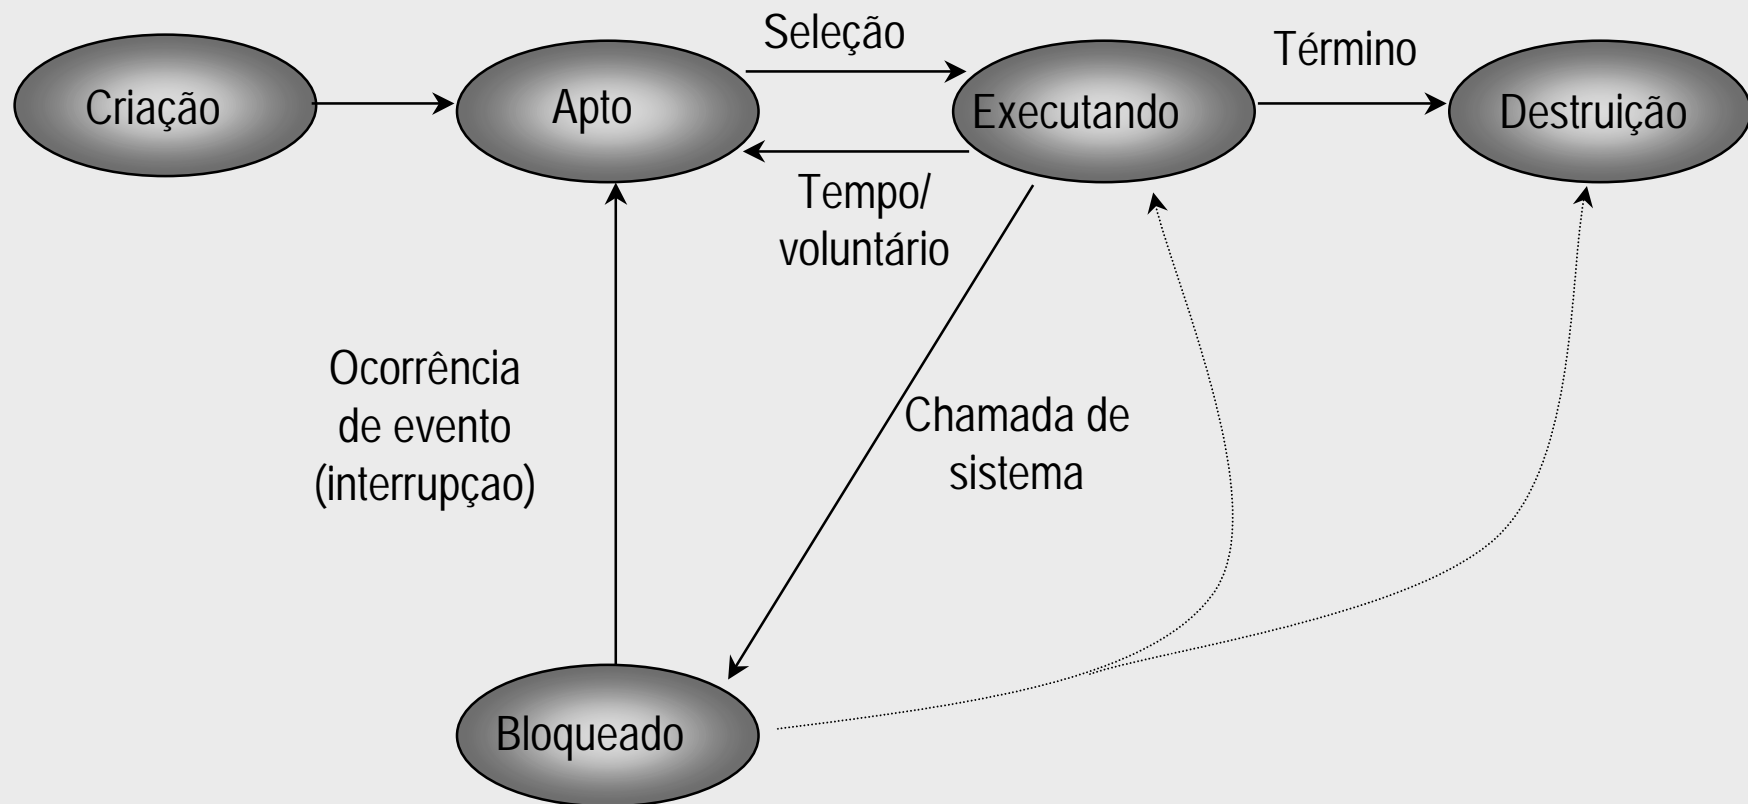 Seleção
Término
Criação
Apto
Executando
Destruição
Tempo/
voluntário
Ocorrência
de evento
(interrupçao)
Chamada de
sistema
Bloqueado